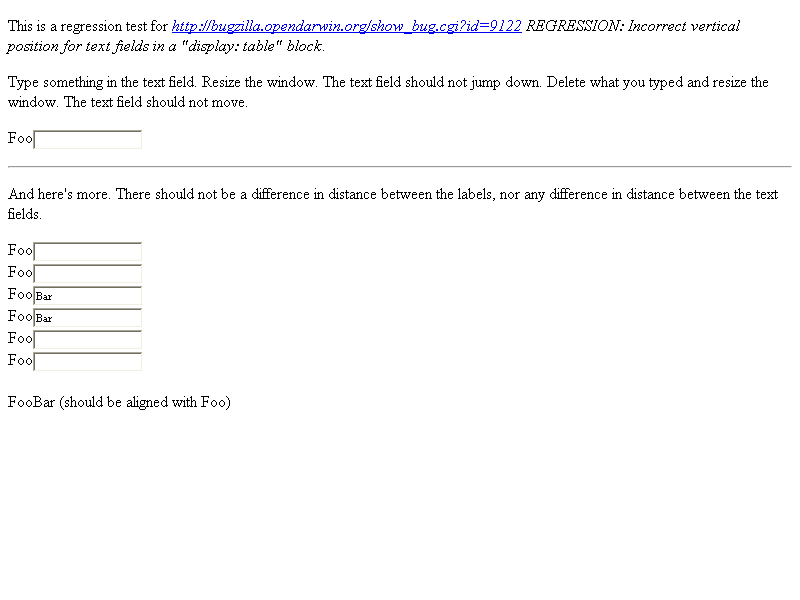 This is a regression test for http://bugzilla.opendarwin.org/show_bug.cgi?id=9122 REGRESSION: Incorrect vertical
position for text fields in a "display: table" block.
Type something in the text field. Resize the window. The text field should not jump down. Delete what you typed and resize the
window. The text field should not move.
Foo
And here's more. There should not be a difference in distance between the labels, nor any difference in distance between the text
fields.
Foo
Foo
Foo Bar
Foo Bar
Foo
Foo
FooBar (should be aligned with Foo)